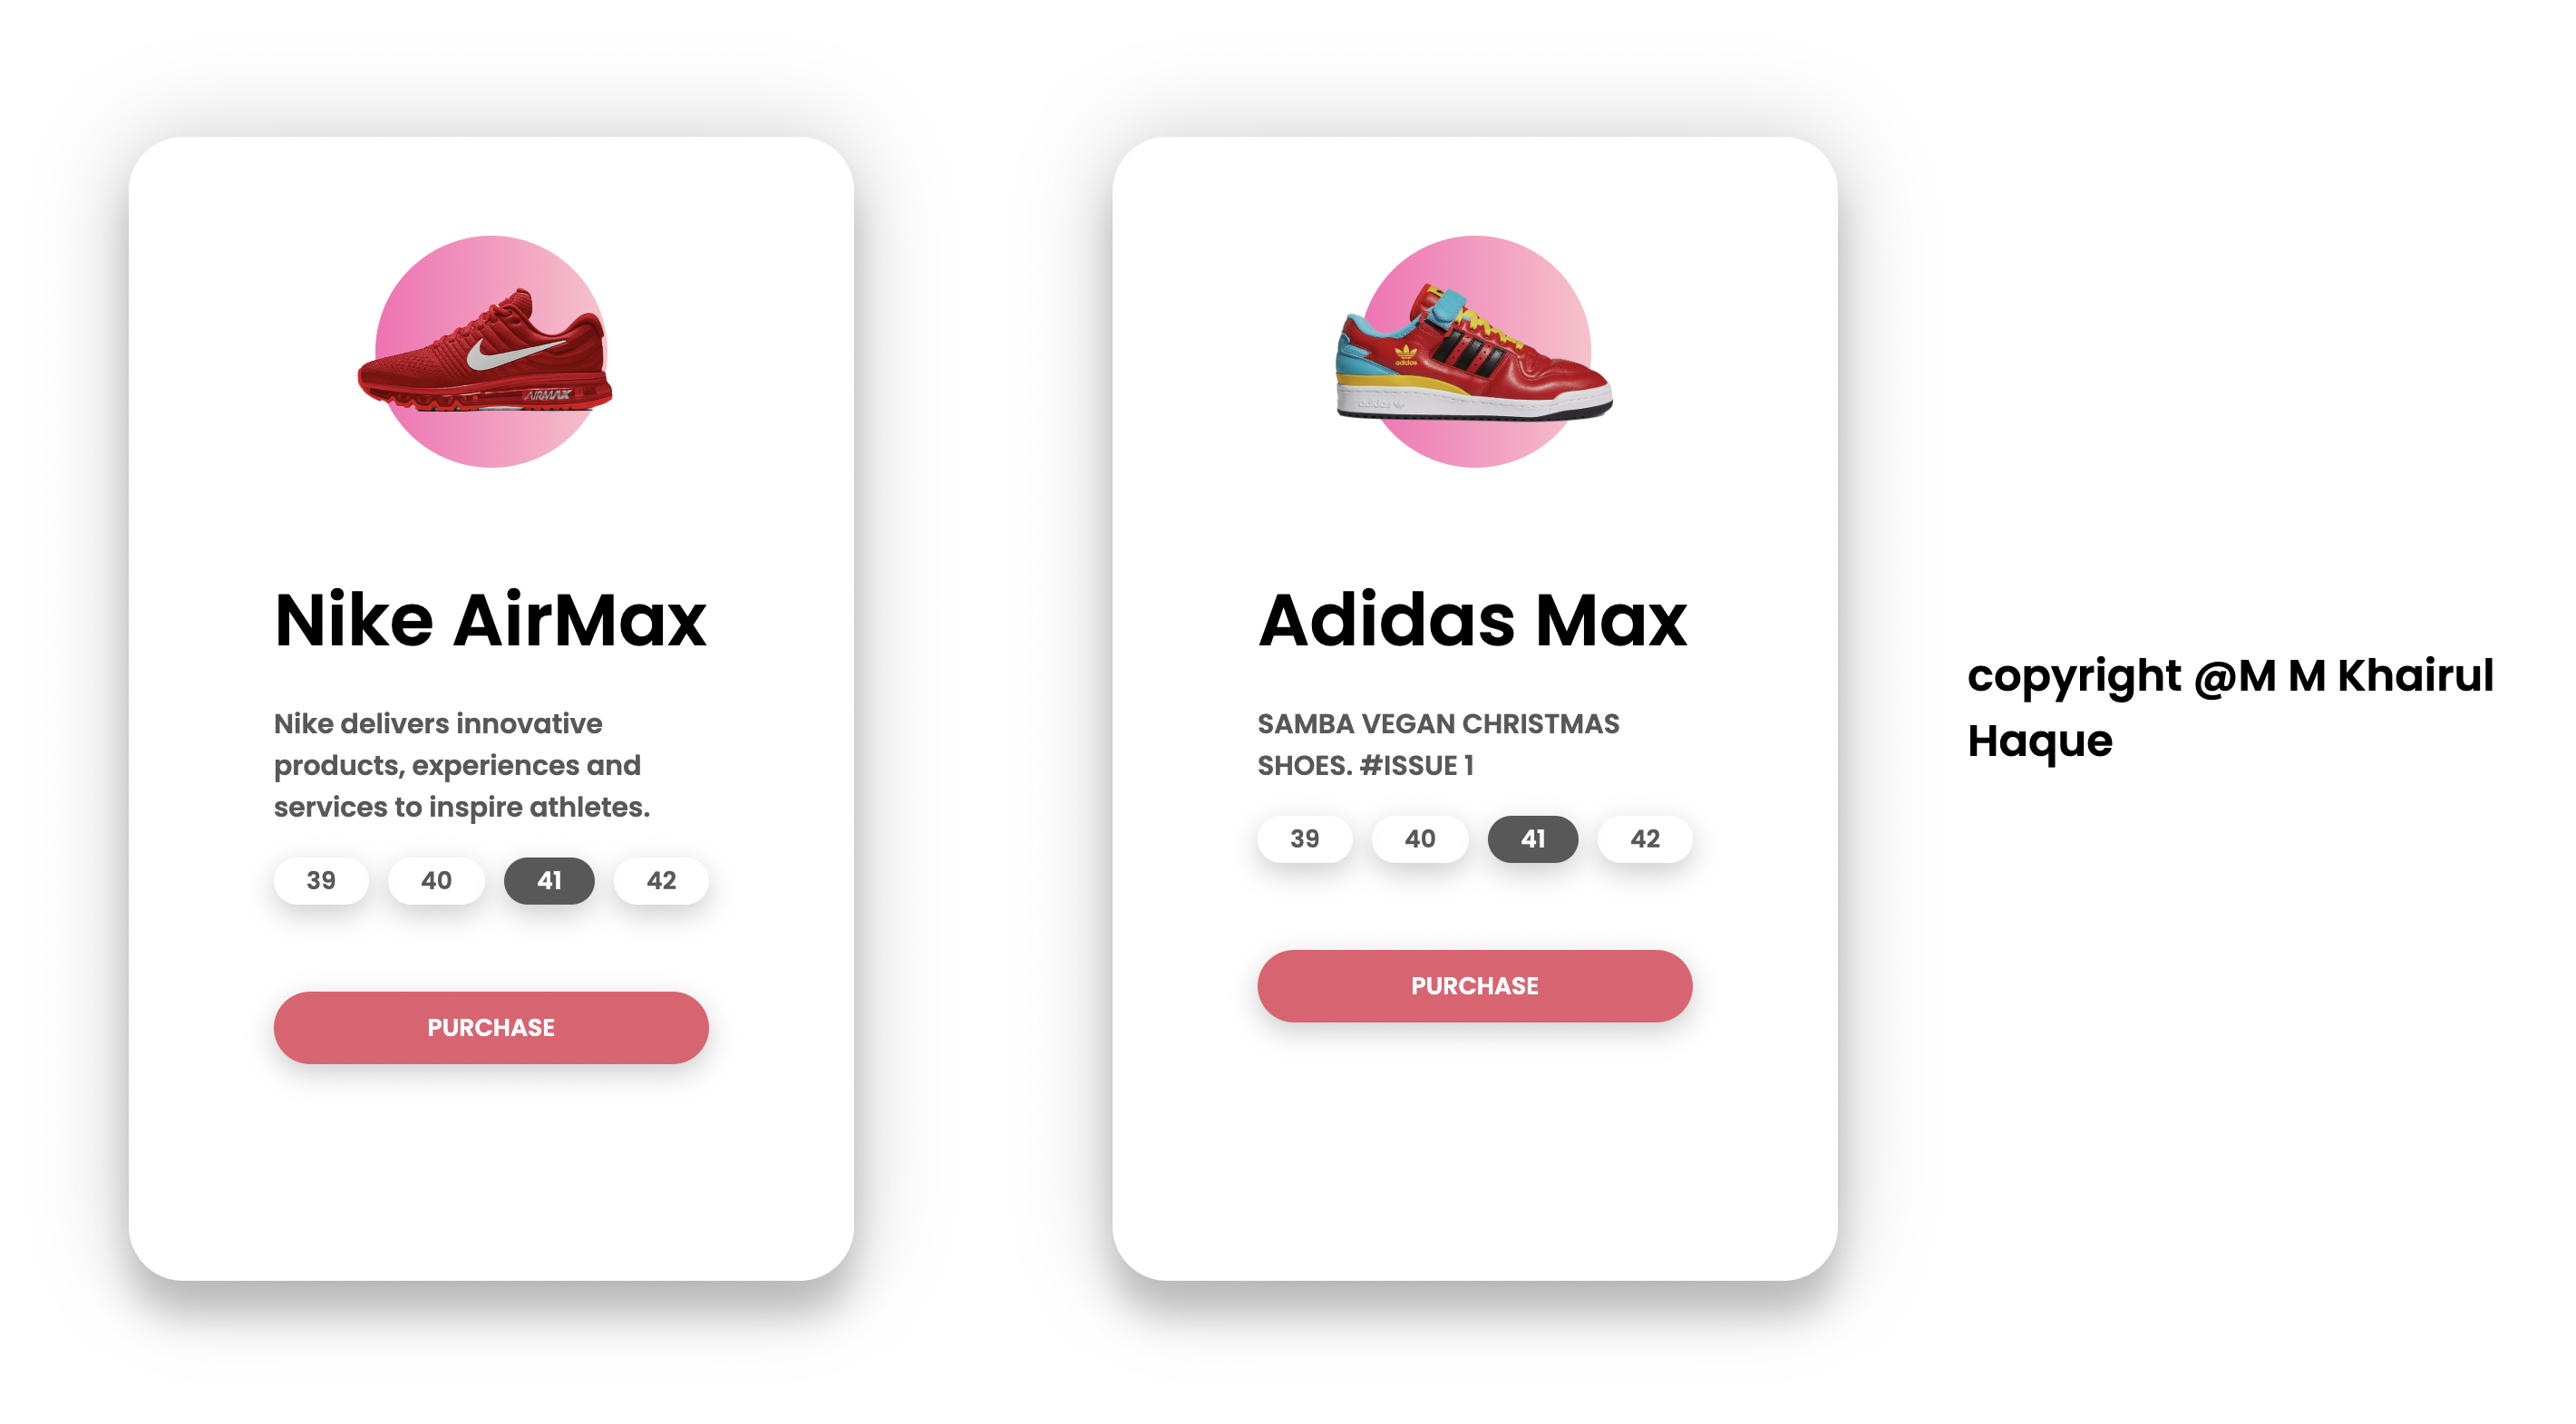 AIRMAX
Nike AirMax
Nike delivers innovative
products, experiences and
services to inspire athletes.
39 40 41 42
PURCHASE
adidas
adidas
Adidas Max
SAMBA VEGAN CHRISTMAS
SHOES. #ISSUE 1
39 40 41 42
PURCHASE
copyright @M M Khairul
Haque